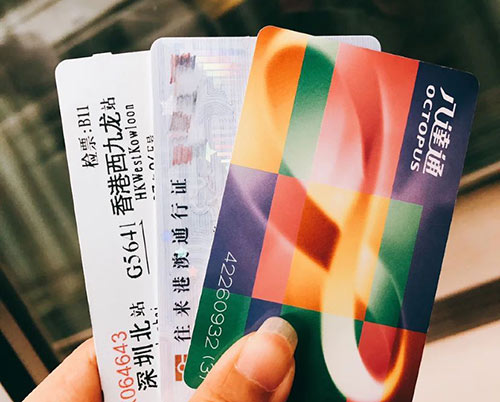 检票:B11
香港西九龙站
HKWestKowloon
G5641
深圳北站
064643
往来港澳通行证
八達通
OCTOPUS
42260932 (3